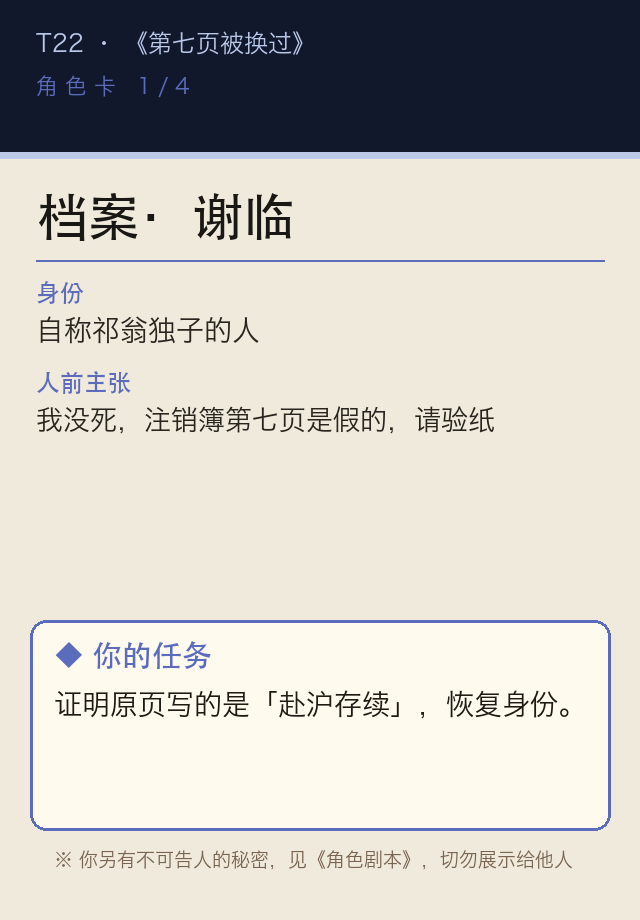 T22 · 《第七页被换过》
角色卡 1/4
档案· 谢临
身份
自称祁翁独子的人
人前主张
我没死，注销簿第七页是假的，请验纸
◆ 你的任务
证明原页写的是「赴沪存续」，恢复身份。
※ 你另有不可告人的秘密，见《角色剧本》，切勿展示给他人